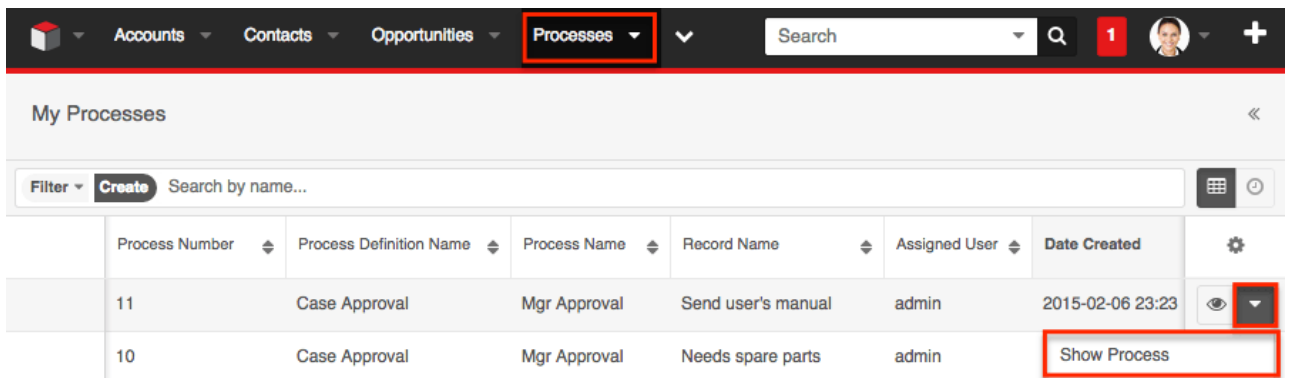 Accounts Contacts Opportunities Processes Search 1
My Processes
Filter Create Search by name...
Process Number Process Definition Name Process Name Record Name Assigned User Date Created
11 Case Approval Mgr Approval Send user's manual admin 2015-02-06 23:23
10 Case Approval Mgr Approval Needs spare parts admin Show Process